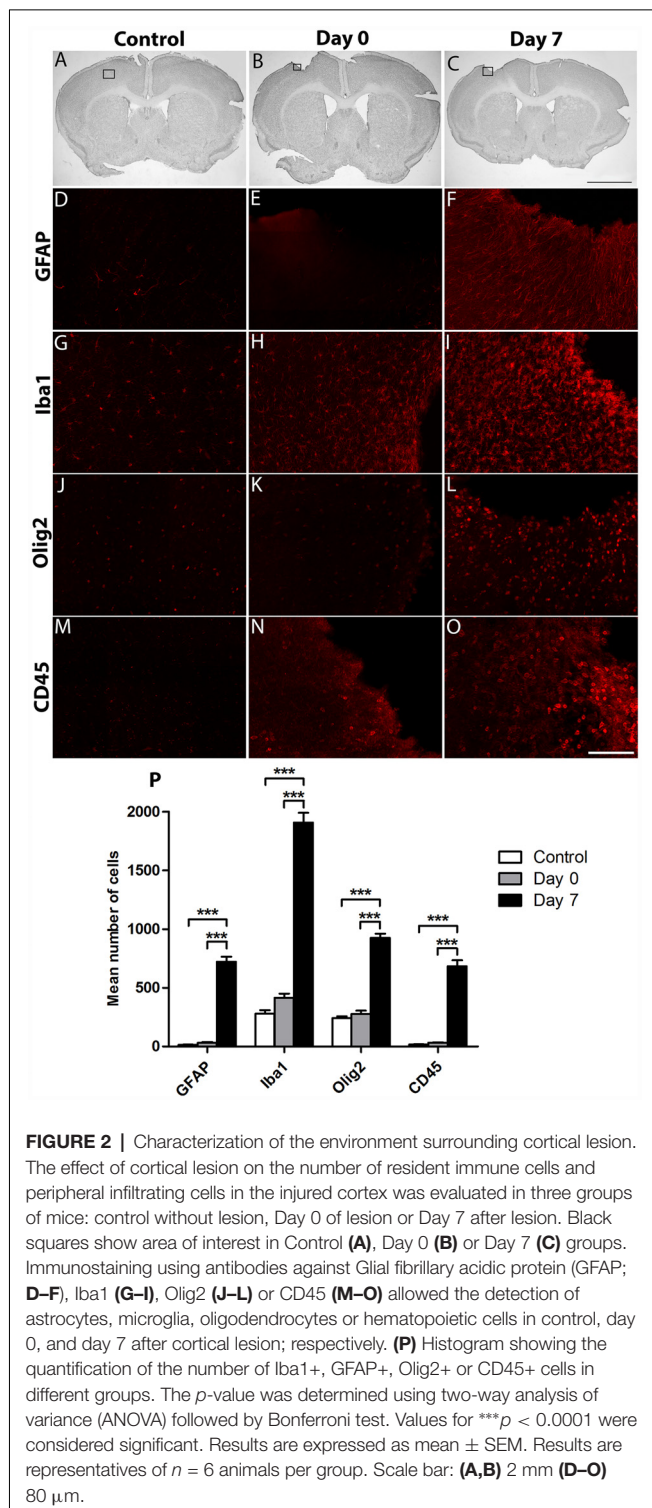 Control Day 0 Day 7
A B C
D E F
GFAP
G H I
Iba1
J K L
Olig2
M N O
CD45
P
*** *** *** ***
*** *** *** ***
2000
1500
1000
500
0
Mean number of cells
Control
Day 0
Day 7
GFAP Iba1 Olig2 CD45
FIGURE 2 | Characterization of the environment surrounding cortical lesion.
The effect of cortical lesion on the number of resident immune cells and
peripheral infiltrating cells in the injured cortex was evaluated in three groups
of mice: control without lesion, Day 0 of lesion or Day 7 after lesion. Black
squares show area of interest in Control (A), Day 0 (B) or Day 7 (C) groups.
Immunostaining using antibodies against Glial fibrillary acidic protein (GFAP;
D–F), Iba1 (G–I), Olig2 (J–L) or CD45 (M–O) allowed the detection of
astrocytes, microglia, oligodendrocytes or hematopoietic cells in control, day
0, and day 7 after cortical lesion; respectively. (P) Histogram showing the
quantification of the number of Iba1+, GFAP+, Olig2+ or CD45+ cells in
different groups. The p-value was determined using two-way analysis of
variance (ANOVA) followed by Bonferroni test. Values for ***p < 0.0001 were
considered significant. Results are expressed as mean ± SEM. Results are
representatives of n = 6 animals per group. Scale bar: (A,B) 2 mm (D–O)
80 μm.